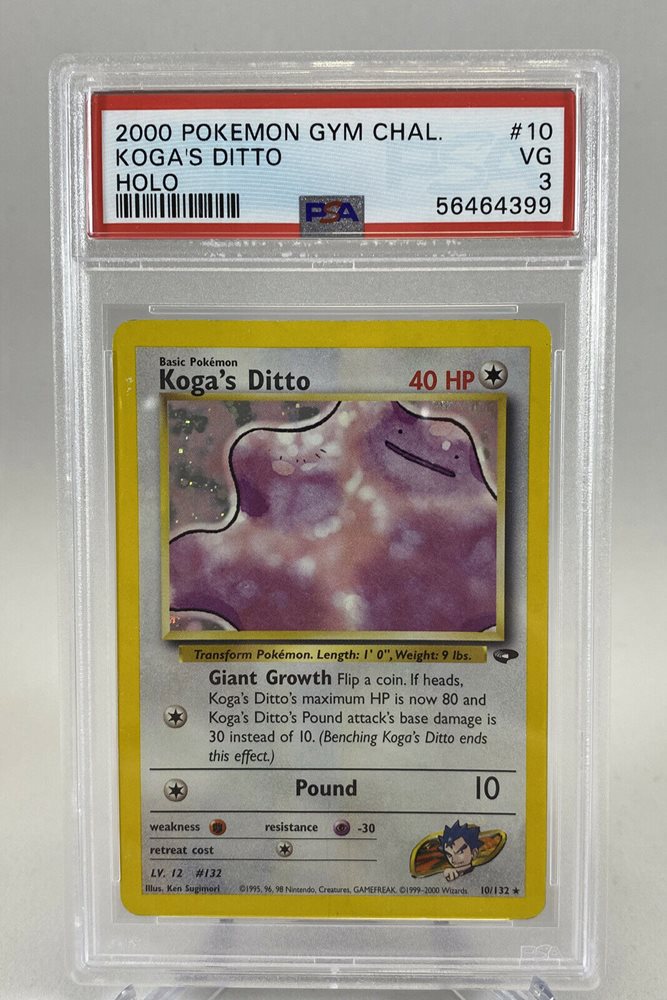 2000 POKEMON GYM CHAL. #10
KOGA'S DITTO VG
HOLO 3
PSA 56464399
Basic Pokémon
Koga's Ditto 40 HP
Transform Pokémon. Length: 1' 0", Weight: 9 lbs.
Giant Growth Flip a coin. If heads,
Koga's Ditto's maximum HP is now 80 and
Koga's Ditto's Pound attack's base damage is
30 instead of 10. (Benching Koga's Ditto ends
this effect.)
Pound 10
weakness resistance -30
retreat cost
LV. 12 #132
Illus. Ken Sugimori ©1995, 96, 98 Nintendo, Creatures, GAMEFREAK. ©1999-2000 Wizards. 10/132 ★
PSA